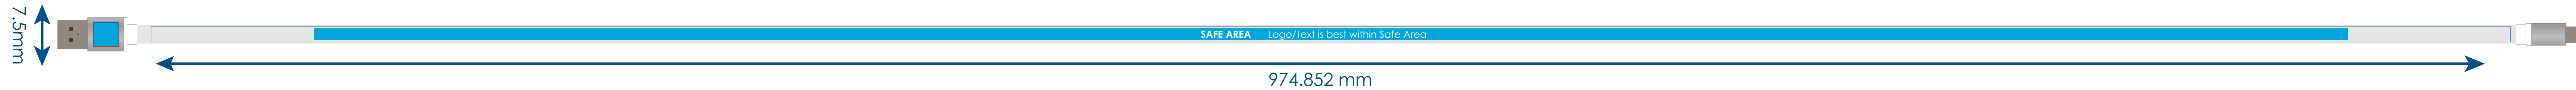 7.5mm
SAFE AREA Logo/Text is best within Safe Area
974.852 mm